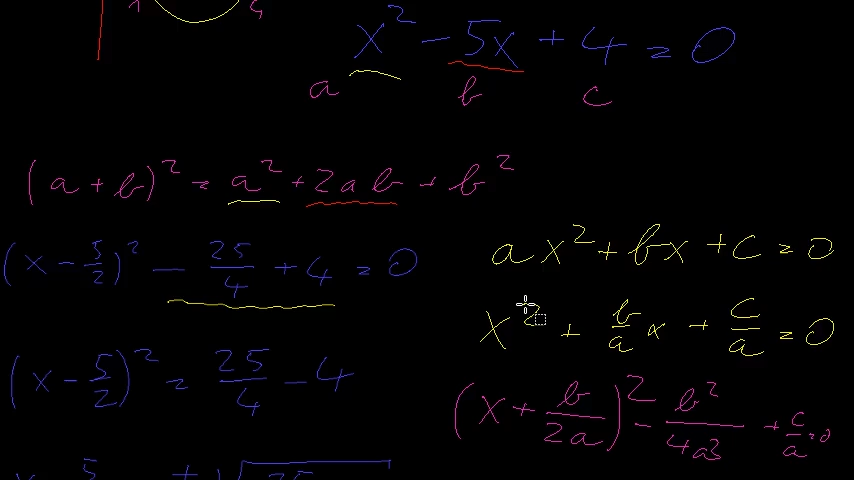 x² - 5x + 4 = 0
a b c
(a + b)² = a² + 2ab + b²
(x - 5/2)² - 25/4 + 4 = 0
(x - 5/2)² = 25/4 - 4
ax² + bx + c = 0
x² + b/a x + c/a = 0
(x + b/2a)² - b²/4a² + c/a = 0